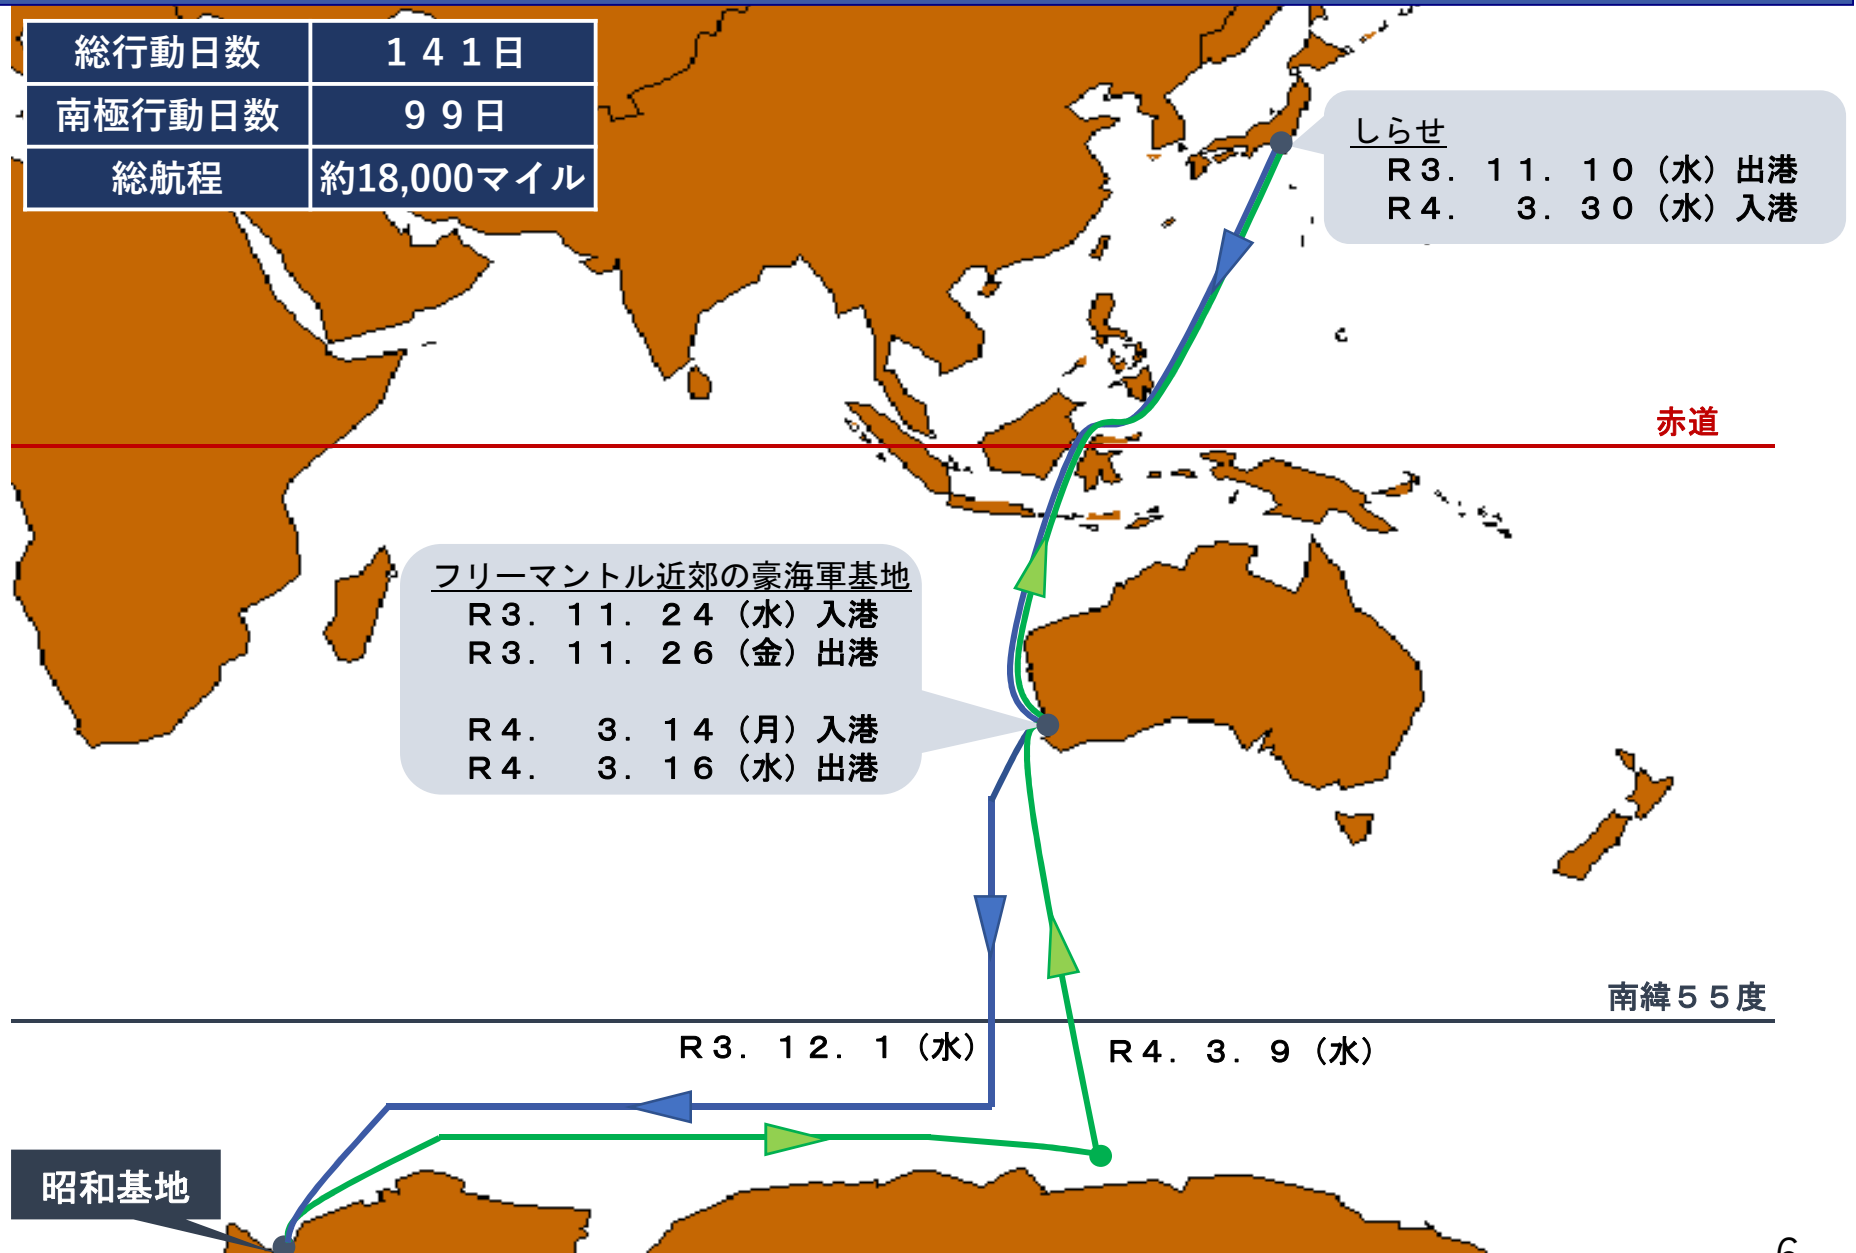 総行動日数 １４１日
南極行動日数 ９９日
総航程 約18,000マイル
しらせ
Ｒ３．１１．１０（水）出港
Ｒ４．　３．３０（水）入港
赤道
フリーマントル近郊の豪海軍基地
Ｒ３．１１．２４（水）入港
Ｒ３．１１．２６（金）出港
Ｒ４．　３．１４（月）入港
Ｒ４．　３．１６（水）出港
南緯５５度
Ｒ３．１２．１（水）
Ｒ４．３．９（水）
昭和基地
6